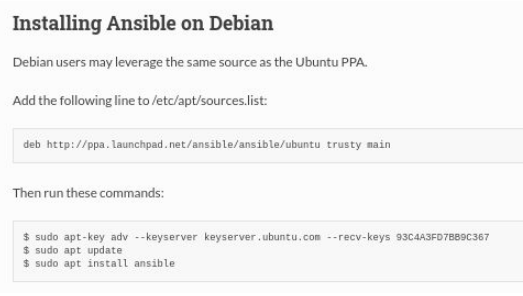 Installing Ansible on Debian
Debian users may leverage the same source as the Ubuntu PPA.
Add the following line to /etc/apt/sources.list:
deb http://ppa.launchpad.net/ansible/ansible/ubuntu trusty main
Then run these commands:
$ sudo apt-key adv --keyserver keyserver.ubuntu.com --recv-keys 93C4A3FD7BB9C367
$ sudo apt update
$ sudo apt install ansible